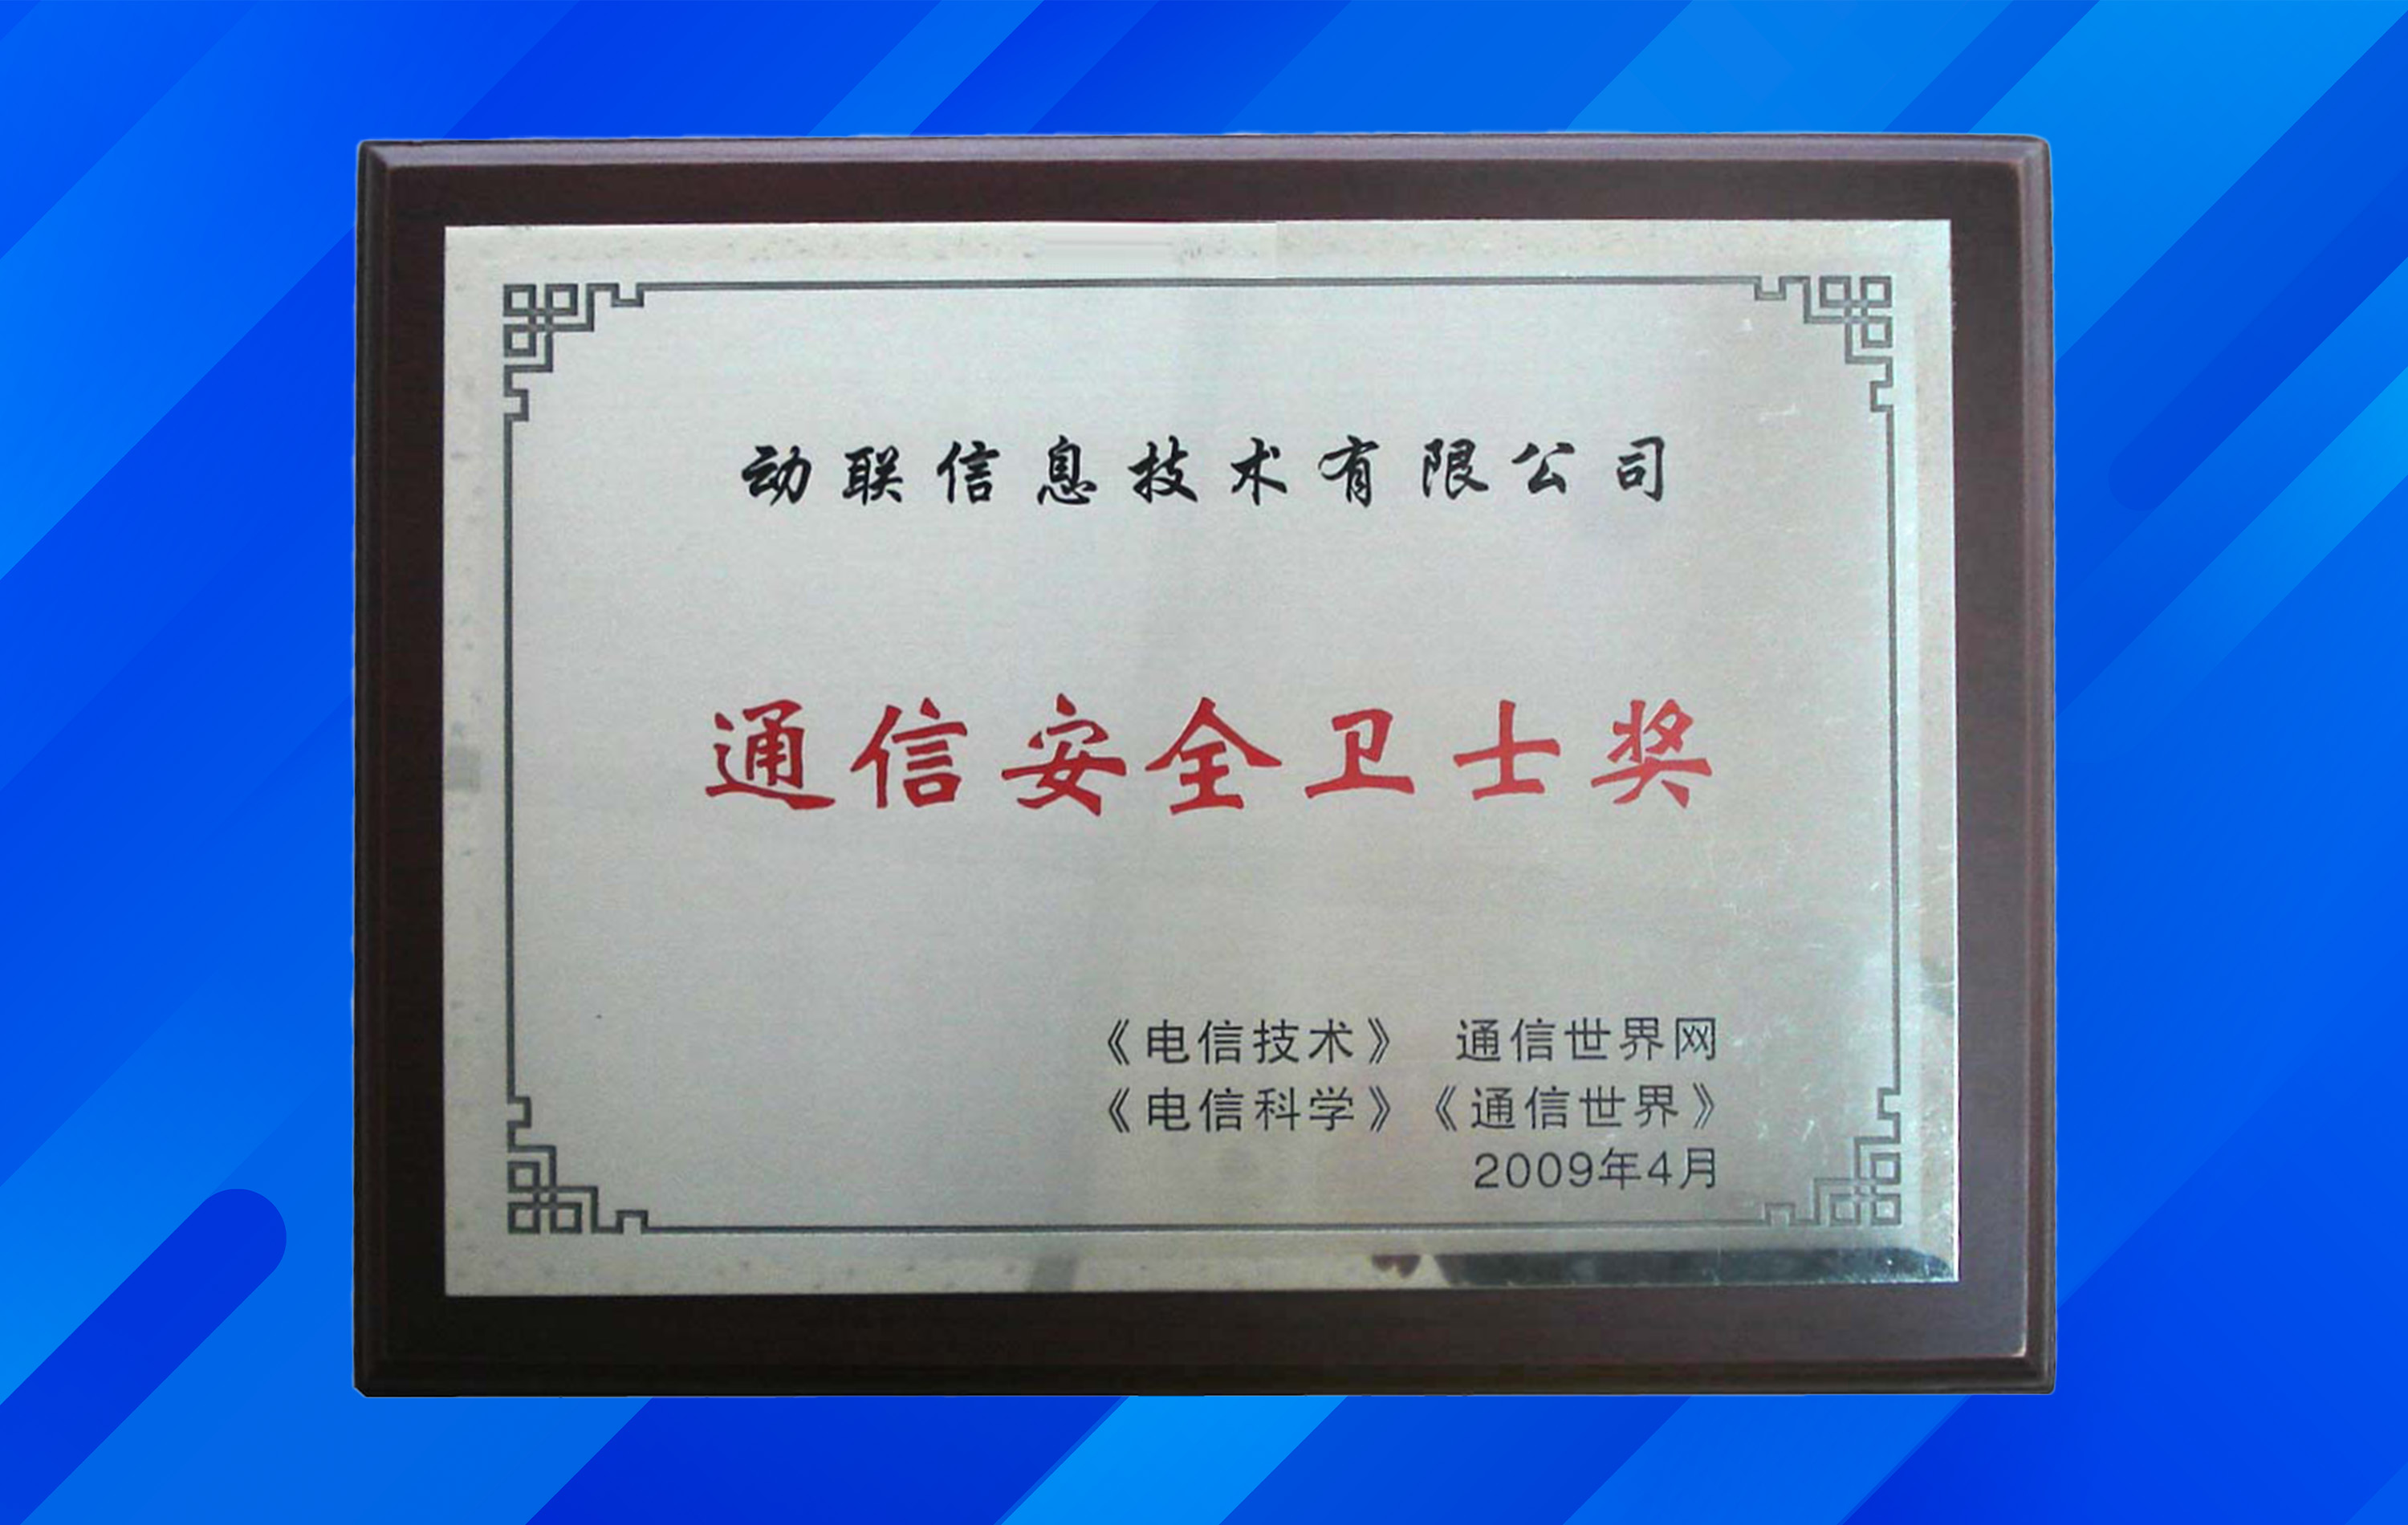 动联信息技术有限公司
通信安全卫士奖
《电信技术》 通信世界网
《电信科学》《通信世界》
2009年4月